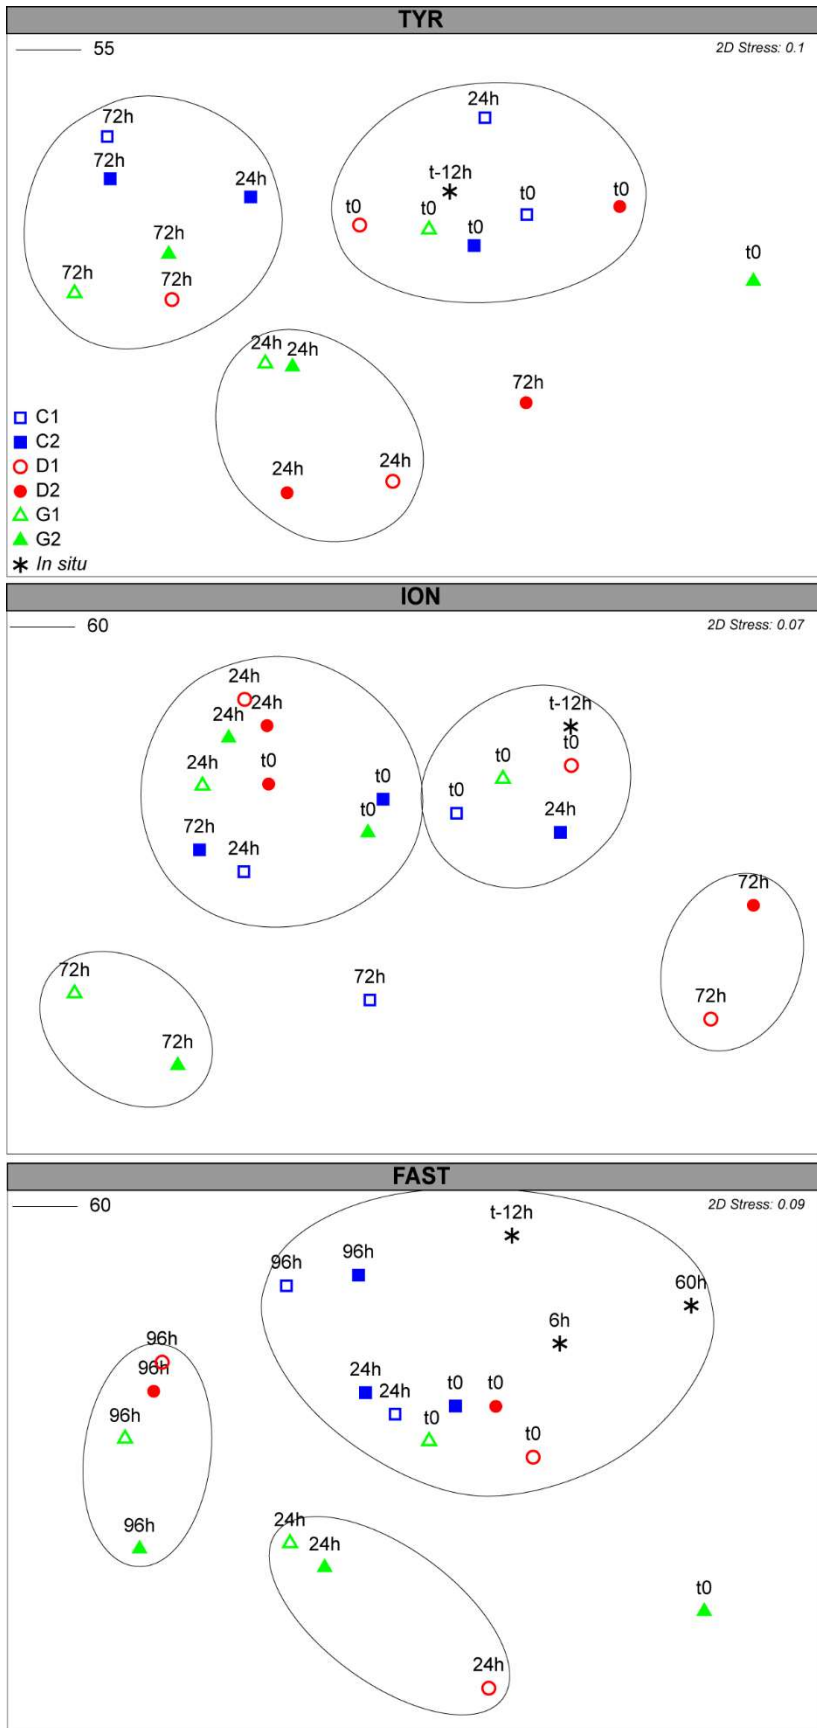 TYR
55
2D Stress: 0.1
24h
72h
72h
t-12h
24h
t0
t0
t0
t0
t0
72h
t0
72h
72h
24h
24h
72h
C1
C2
24h
24h
D1
D2
G1
G2
In situ
ION
60
2D Stress: 0.07
24h
24h
24h
t-12h
t0
24h
t0
t0
t0
t0
t0
72h
24h
24h
72h
72h
72h
72h
72h
FAST
60
2D Stress: 0.09
t-12h
96h
96h
60h
6h
96h
96h
24h
24h
t0
t0
t0
96h
t0
96h
24h
24h
t0
24h